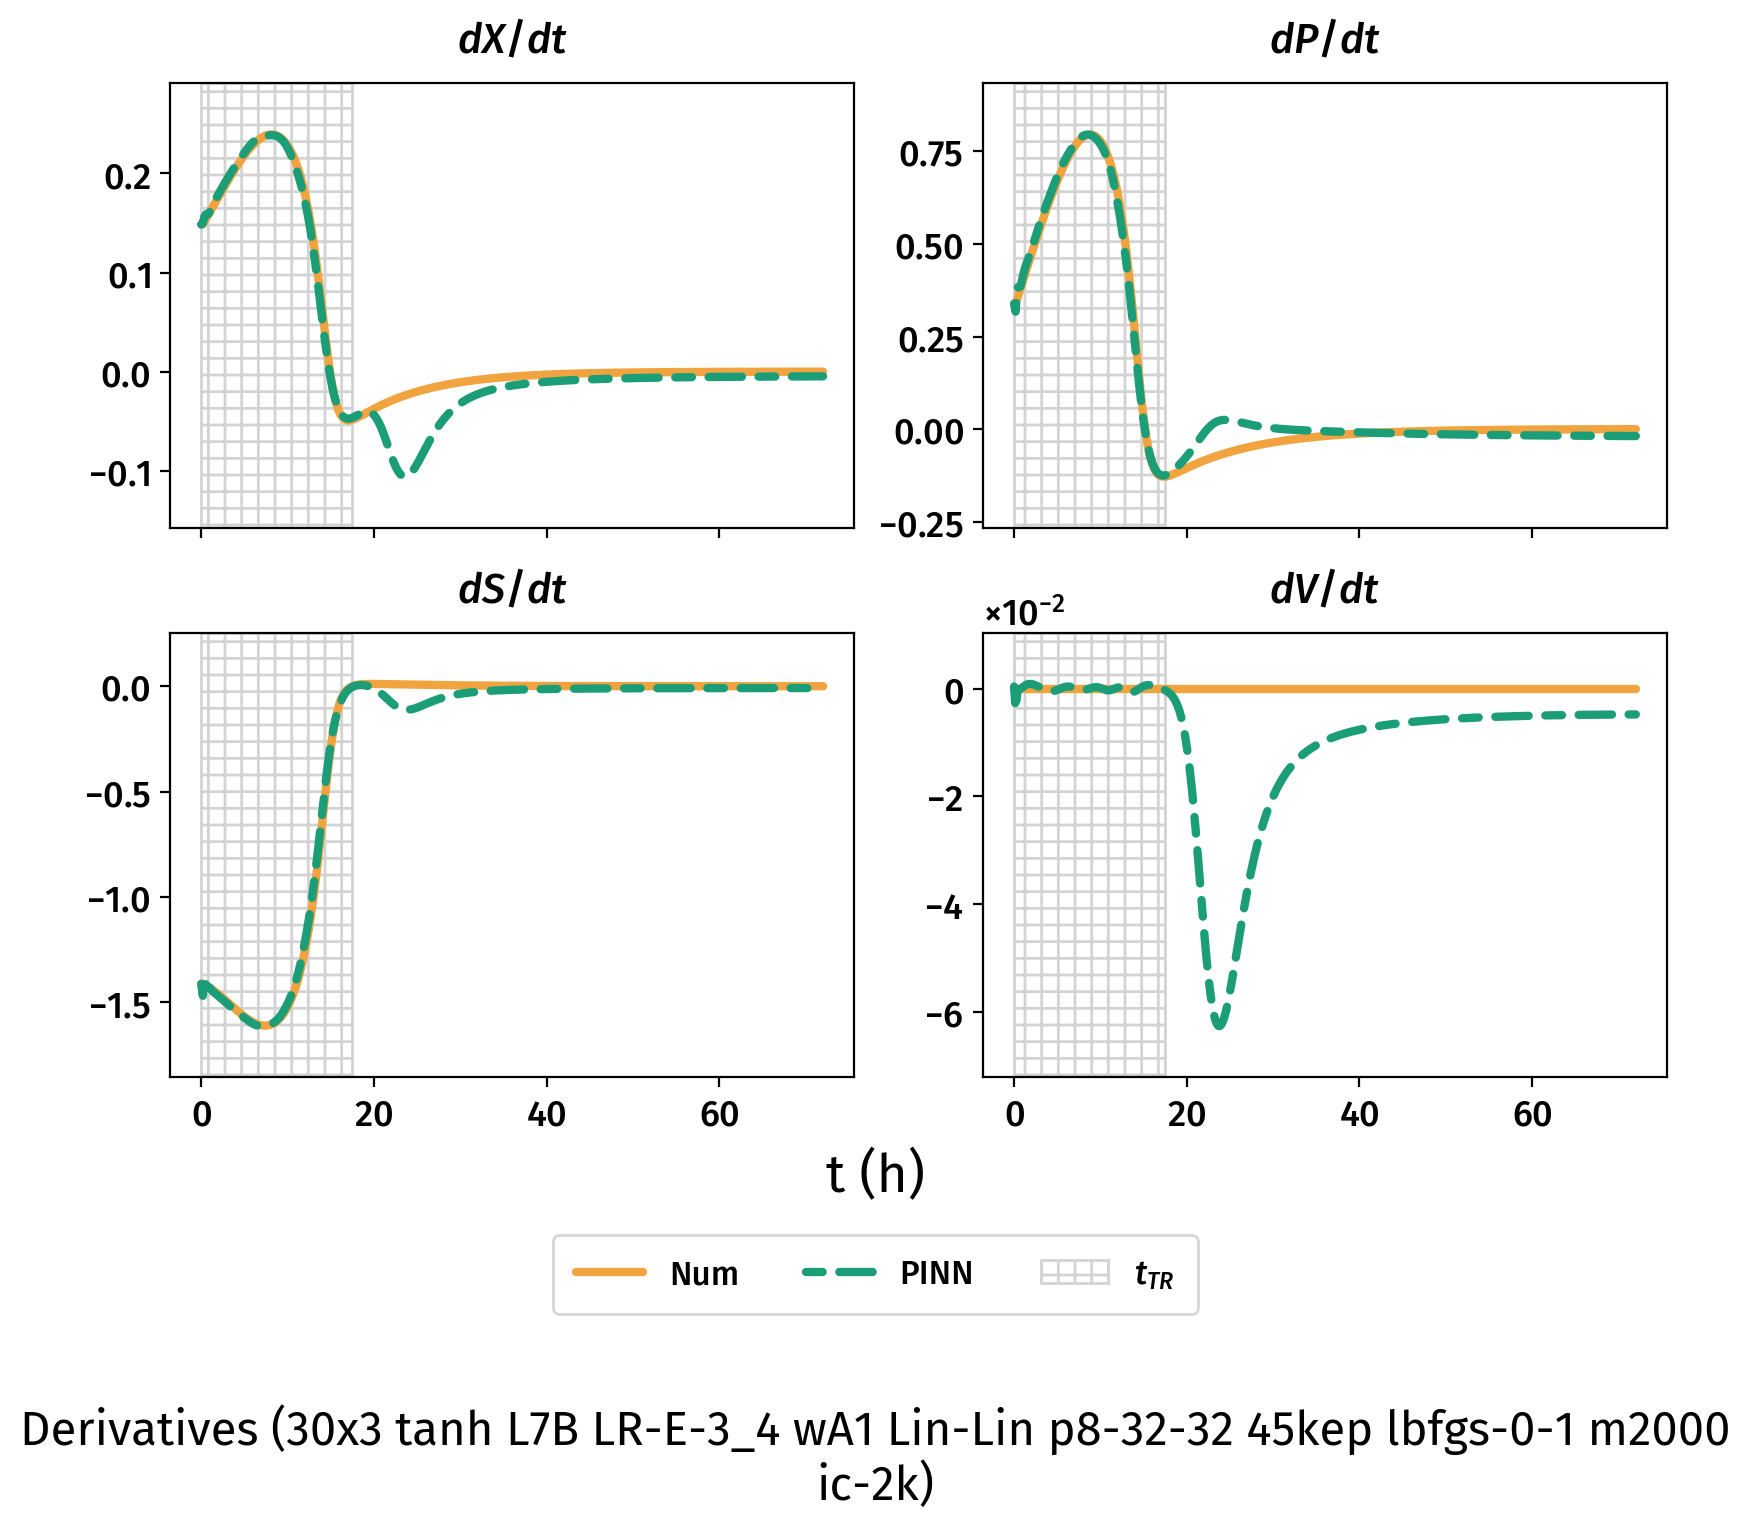 dX/dt
dP/dt
0.2
0.1
0.0
−0.1
0.75
0.50
0.25
0.00
−0.25
dS/dt
dV/dt
×10⁻²
0.0
−0.5
−1.0
−1.5
0
−2
−4
−6
0 20 40 60
0 20 40 60
t (h)
Num PINN t_TR
Derivatives (30x3 tanh L7B LR-E-3_4 wA1 Lin-Lin p8-32-32 45kep lbfgs-0-1 m2000
ic-2k)